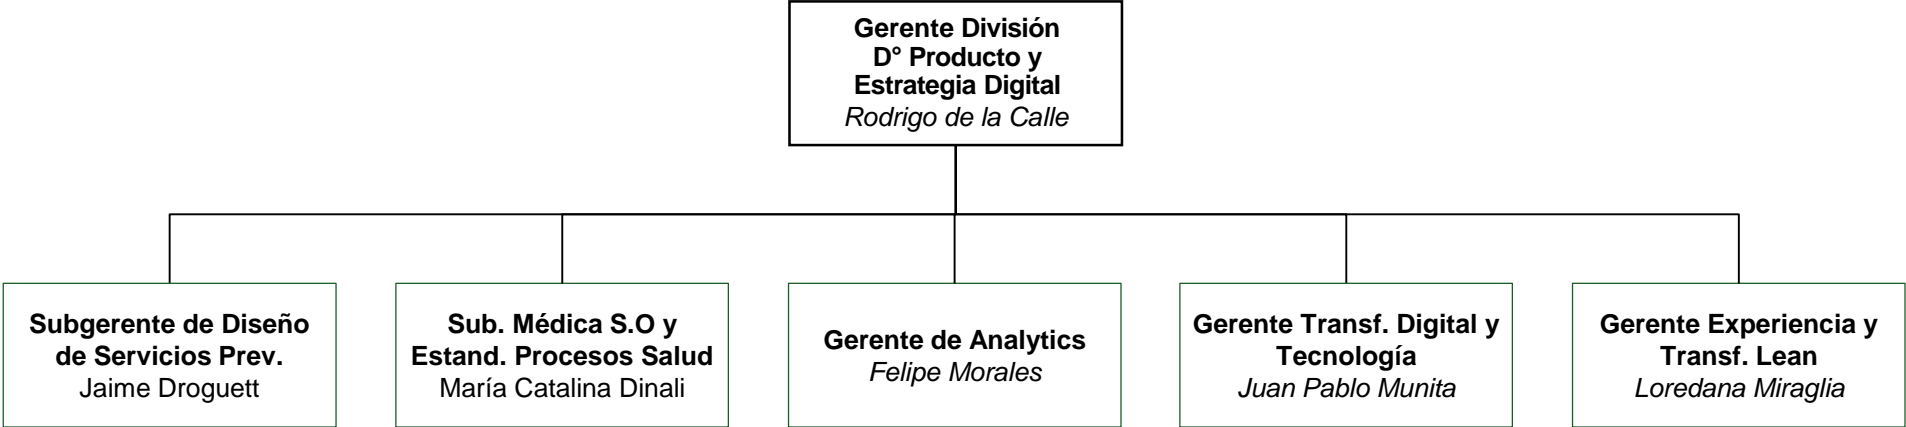 Gerente División
D° Producto y
Estrategia Digital
Rodrigo de la Calle
Subgerente de Diseño
de Servicios Prev.
Jaime Droguett
Sub. Médica S.O y
Estand. Procesos Salud
María Catalina Dinali
Gerente de Analytics
Felipe Morales
Gerente Transf. Digital y
Tecnología
Juan Pablo Munita
Gerente Experiencia y
Transf. Lean
Loredana Miraglia